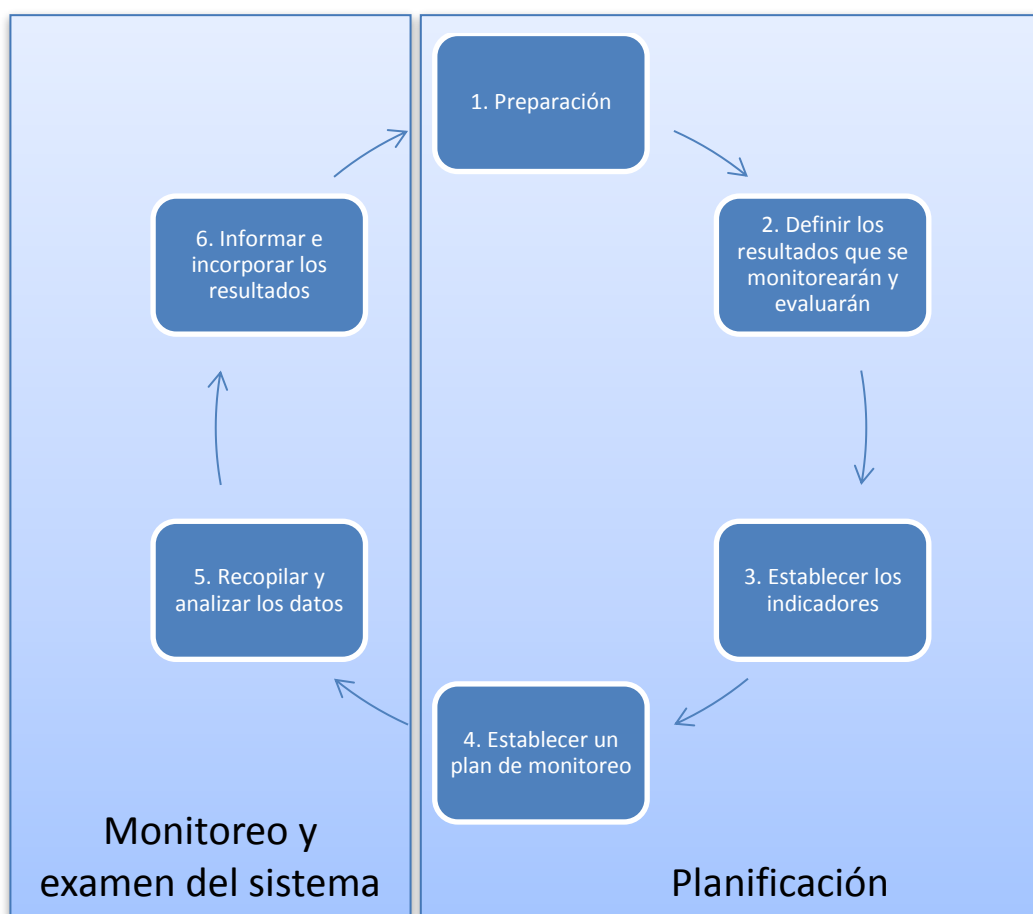 1. Preparación
2. Definir los
resultados que se
monitorearán y
evaluarán
3. Establecer los
indicadores
4. Establecer un
plan de monitoreo
5. Recopilar y
analizar los datos
6. Informar e
incorporar los
resultados
Monitoreo y
examen del sistema
Planificación